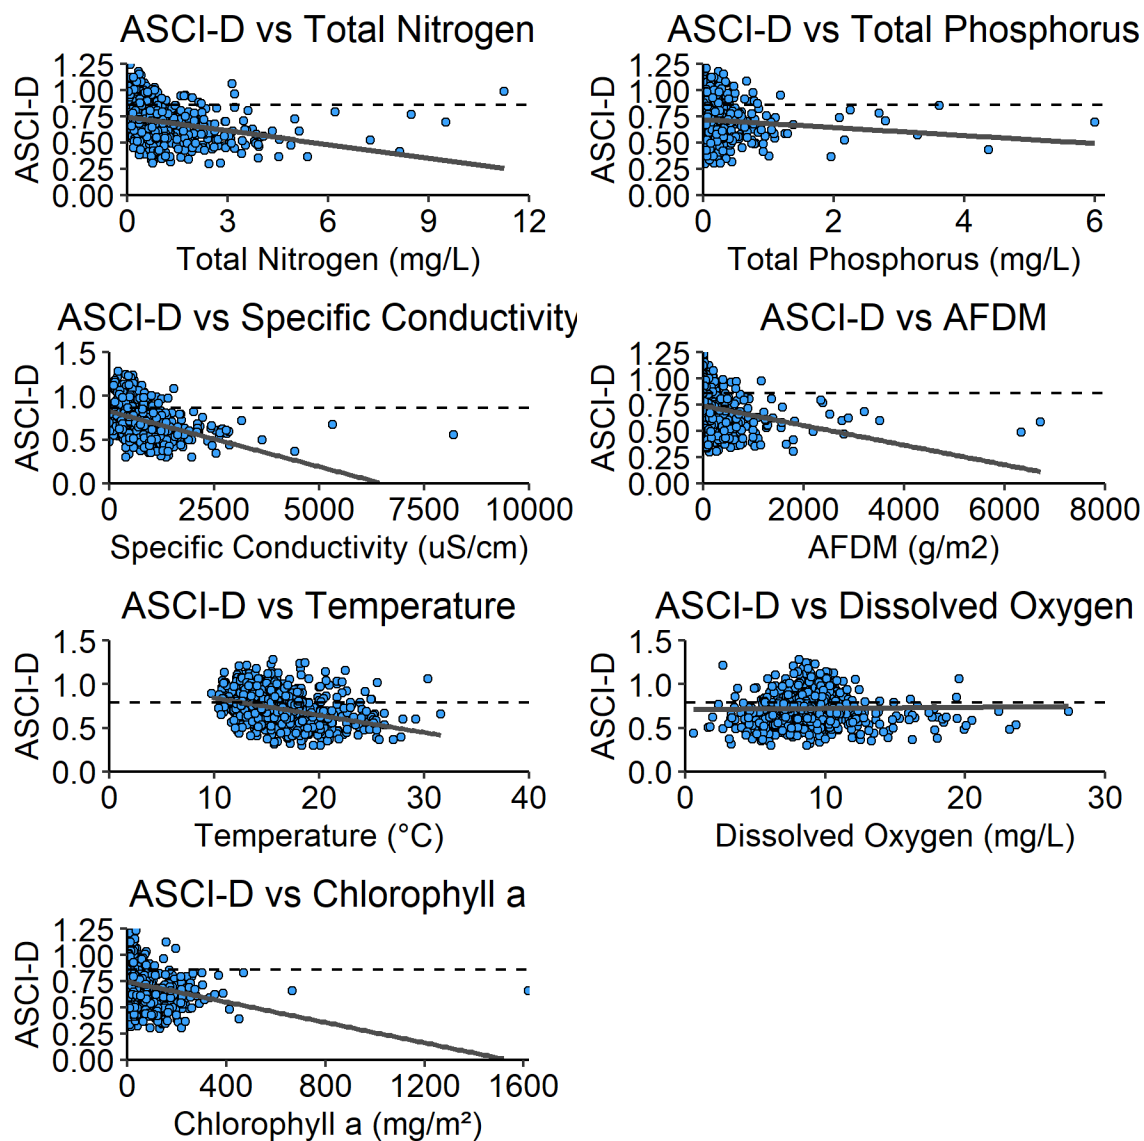 ASCI-D vs Total Nitrogen
ASCI-D
1.25
1.00
0.75
0.50
0.25
0.00
0 3 6 9 12
Total Nitrogen (mg/L)
ASCI-D vs Total Phosphorus
ASCI-D
1.25
1.00
0.75
0.50
0.25
0.00
0 2 4 6
Total Phosphorus (mg/L)
ASCI-D vs Specific Conductivity
ASCI-D
1.5
1.0
0.5
0.0
0 2500 5000 7500 10000
Specific Conductivity (uS/cm)
ASCI-D vs AFDM
ASCI-D
1.25
1.00
0.75
0.50
0.25
0.00
0 2000 4000 6000 8000
AFDM (g/m2)
ASCI-D vs Temperature
ASCI-D
1.5
1.0
0.5
0.0
0 10 20 30 40
Temperature (°C)
ASCI-D vs Dissolved Oxygen
ASCI-D
1.5
1.0
0.5
0.0
0 10 20 30
Dissolved Oxygen (mg/L)
ASCI-D vs Chlorophyll a
ASCI-D
1.25
1.00
0.75
0.50
0.25
0.00
0 400 800 1200 1600
Chlorophyll a (mg/m²)